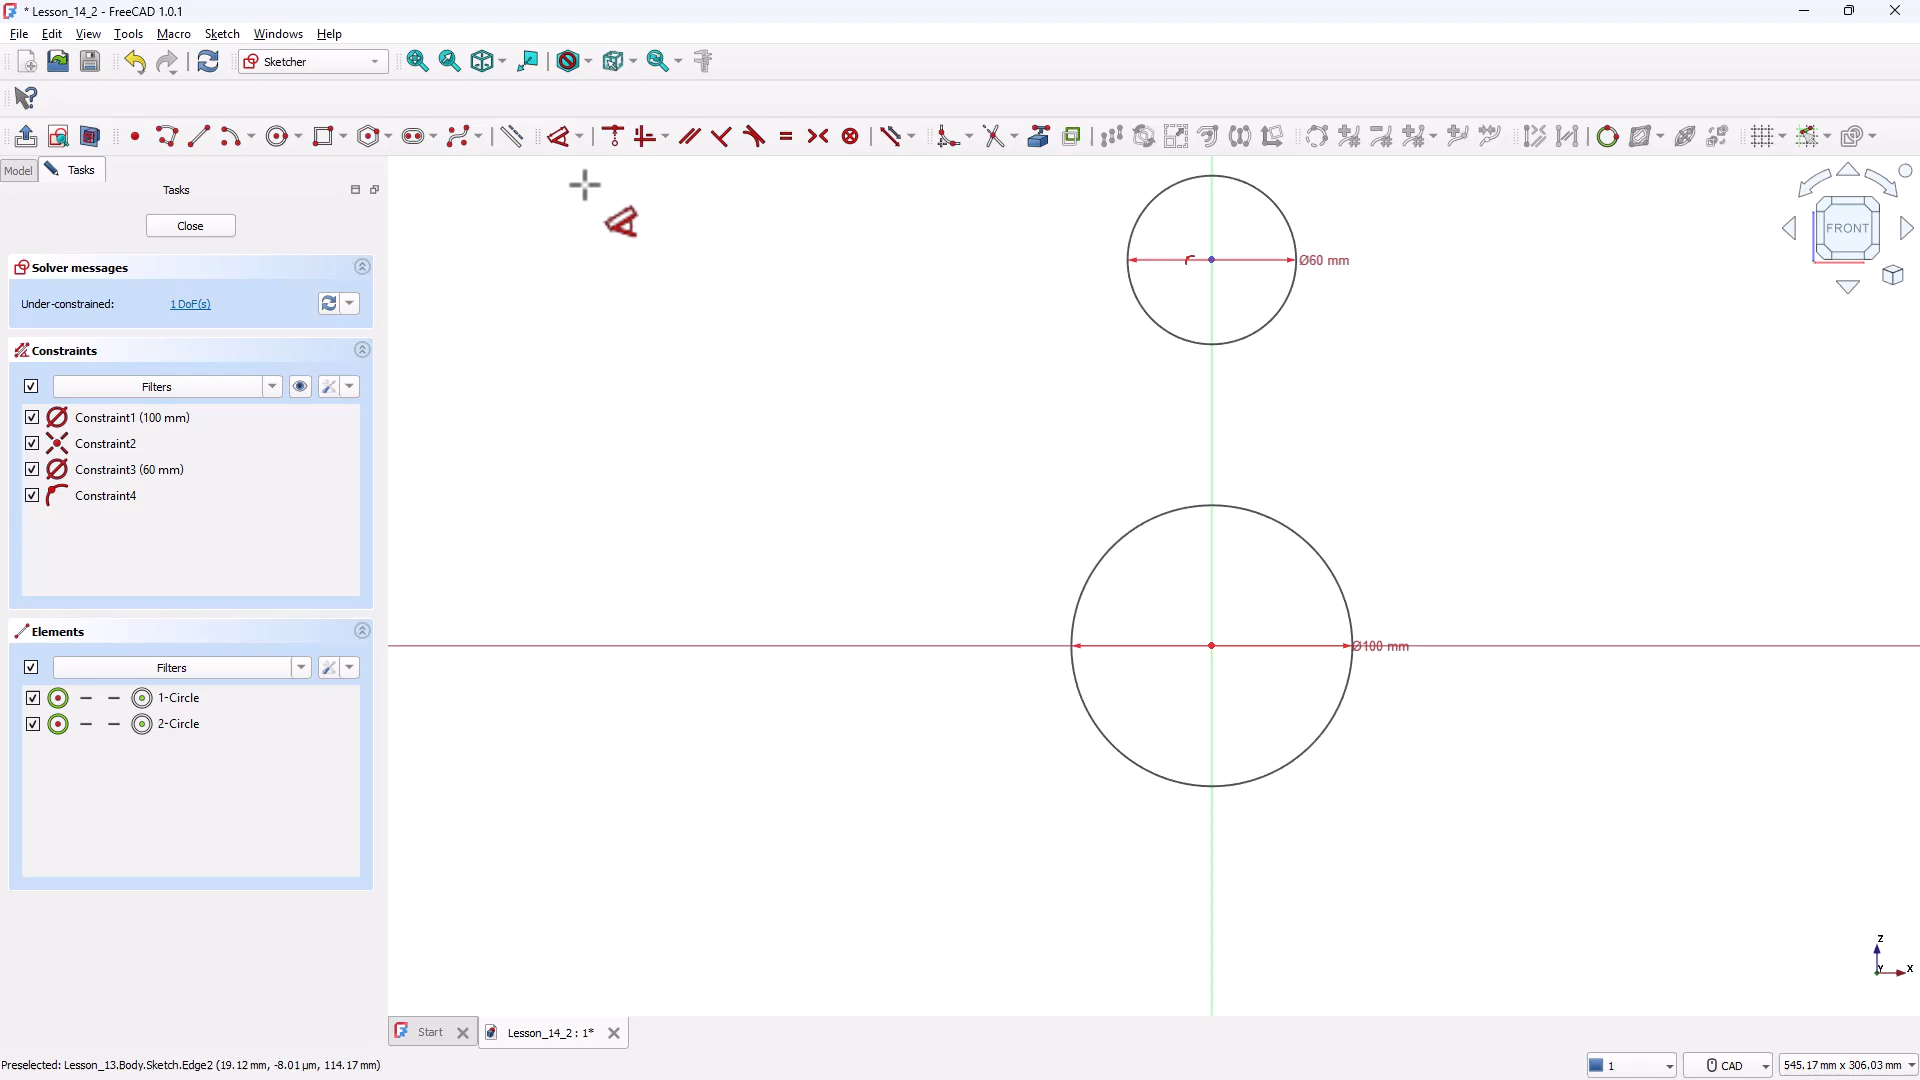 * Lesson_14_2 - FreeCAD 1.0.1
File Edit View Tools Macro Sketch Windows Help
Sketcher
Model Tasks
Tasks
Close
Solver messages
Under-constrained: 1 DoF(s)
Constraints
Filters
Constraint1 (100 mm)
Constraint2
Constraint3 (60 mm)
Constraint4
Elements
Filters
1-Circle
2-Circle
Ø60 mm
Ø100 mm
FRONT
Z
Y
X
Start
Lesson_14_2 : 1*
Preselected: Lesson_13.Body.Sketch.Edge2 (19.12 mm, -8.01 µm, 114.17 mm)
1
CAD
545.17 mm x 306.03 mm